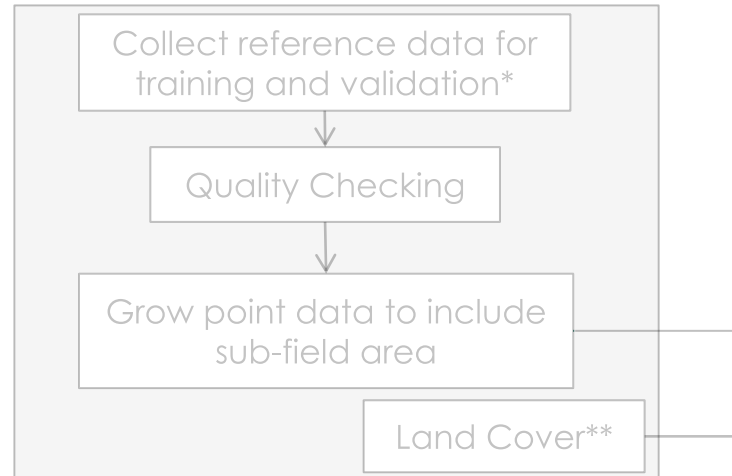 Collect reference data for
training and validation*
Quality Checking
Grow point data to include
sub-field area
Land Cover**